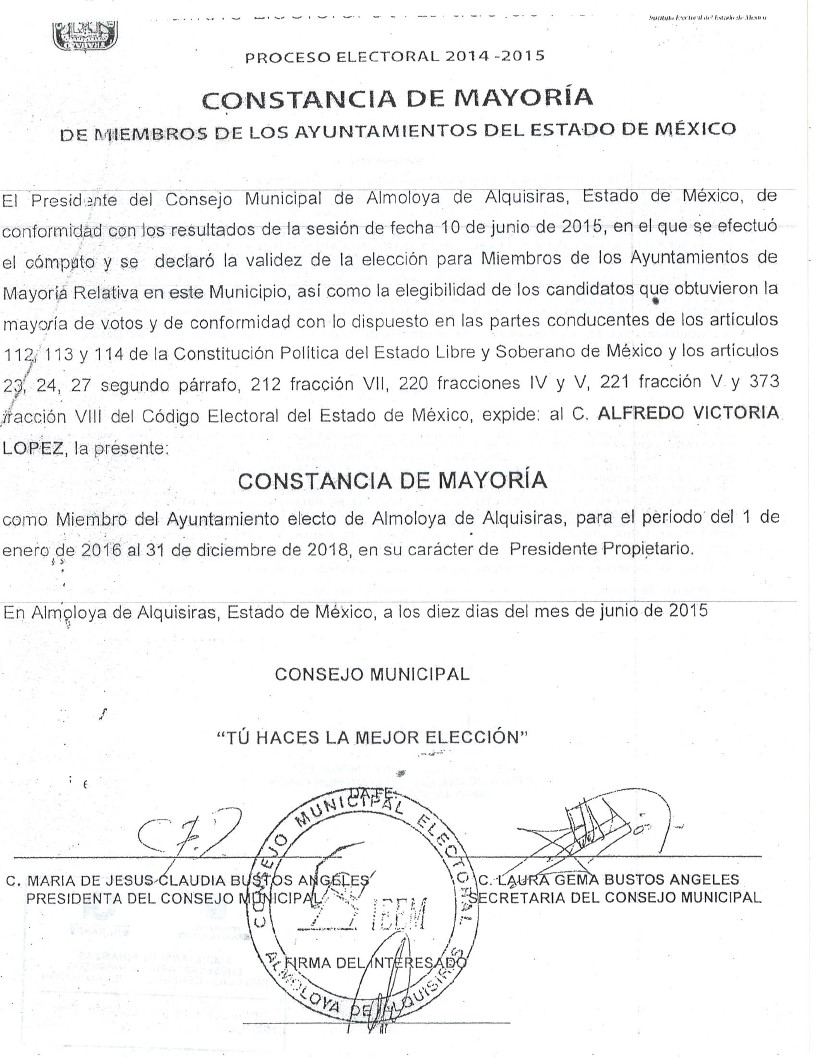 Instituto Electoral del Estado de México
PROCESO ELECTORAL 2014 -2015
CONSTANCIA DE MAYORÍA
DE MIEMBROS DE LOS AYUNTAMIENTOS DEL ESTADO DE MÉXICO
El Presidente del Consejo Municipal de Almoloya de Alquisiras, Estado de México, de
conformidad con los resultados de la sesión de fecha 10 de junio de 2015, en el que se efectuó
el cómputo y se declaró la validez de la elección para Miembros de los Ayuntamientos de
Mayoría Relativa en este Municipio, así como la elegibilidad de los candidatos que obtuvieron la
mayoría de votos y de conformidad con lo dispuesto en las partes conducentes de los artículos
112, 113 y 114 de la Constitución Política del Estado Libre y Soberano de México y los artículos
23, 24, 27 segundo párrafo, 212 fracción VII, 220 fracciones IV y V, 221 fracción V y 373
fracción VIII del Código Electoral del Estado de México, expide: al C. ALFREDO VICTORIA
LOPEZ, la presente:
CONSTANCIA DE MAYORÍA
como Miembro del Ayuntamiento electo de Almoloya de Alquisiras, para el periodo del 1 de
enero de 2016 al 31 de diciembre de 2018, en su carácter de Presidente Propietario.
En Almoloya de Alquisiras, Estado de México, a los diez dias del mes de junio de 2015
CONSEJO MUNICIPAL
“TÚ HACES LA MEJOR ELECCIÓN”
DA FE:
CONSEJO MUNICIPAL ELECTORAL
C. MARIA DE JESUS CLAUDIA BUSTOS ANGELES
PRESIDENTA DEL CONSEJO MUNICIPAL
C. LAURA GEMA BUSTOS ANGELES
SECRETARIA DEL CONSEJO MUNICIPAL
IEEM
FIRMA DEL INTERESADO
ALMOLOYA DE ALQUISIRAS